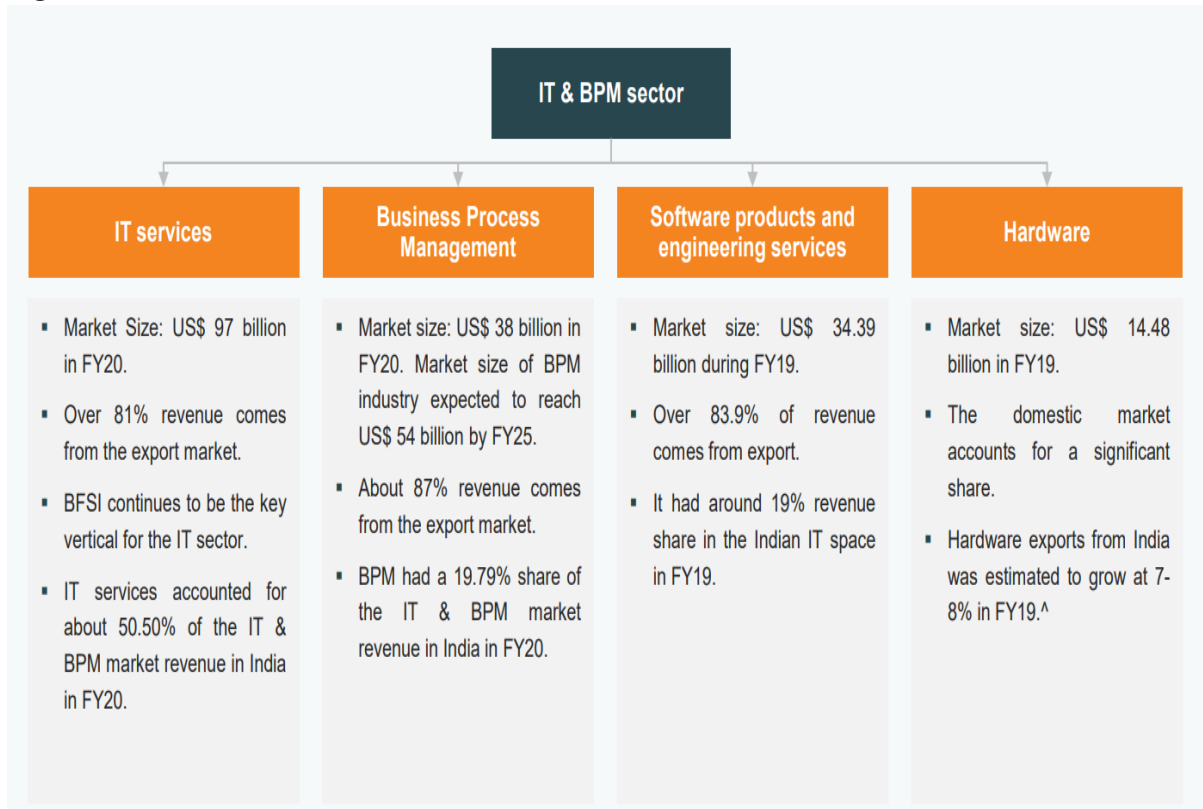 IT & BPM sector
IT services
▪ Market Size: US$ 97 billion
in FY20.
▪ Over 81% revenue comes
from the export market.
▪ BFSI continues to be the key
vertical for the IT sector.
▪ IT services accounted for
about 50.50% of the IT &
BPM market revenue in India
in FY20.
Business Process
Management
▪ Market size: US$ 38 billion in
FY20. Market size of BPM
industry expected to reach
US$ 54 billion by FY25.
▪ About 87% revenue comes
from the export market.
▪ BPM had a 19.79% share of
the IT & BPM market
revenue in India in FY20.
Software products and
engineering services
▪ Market size: US$ 34.39
billion during FY19.
▪ Over 83.9% of revenue
comes from export.
▪ It had around 19% revenue
share in the Indian IT space
in FY19.
Hardware
▪ Market size: US$ 14.48
billion in FY19.
▪ The domestic market
accounts for a significant
share.
▪ Hardware exports from India
was estimated to grow at 7-
8% in FY19.^